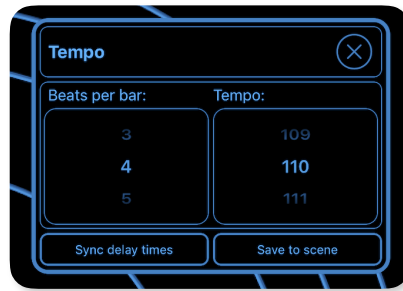 Tempo
Beats per bar: Tempo:
3 109
4 110
5 111
Sync delay times Save to scene